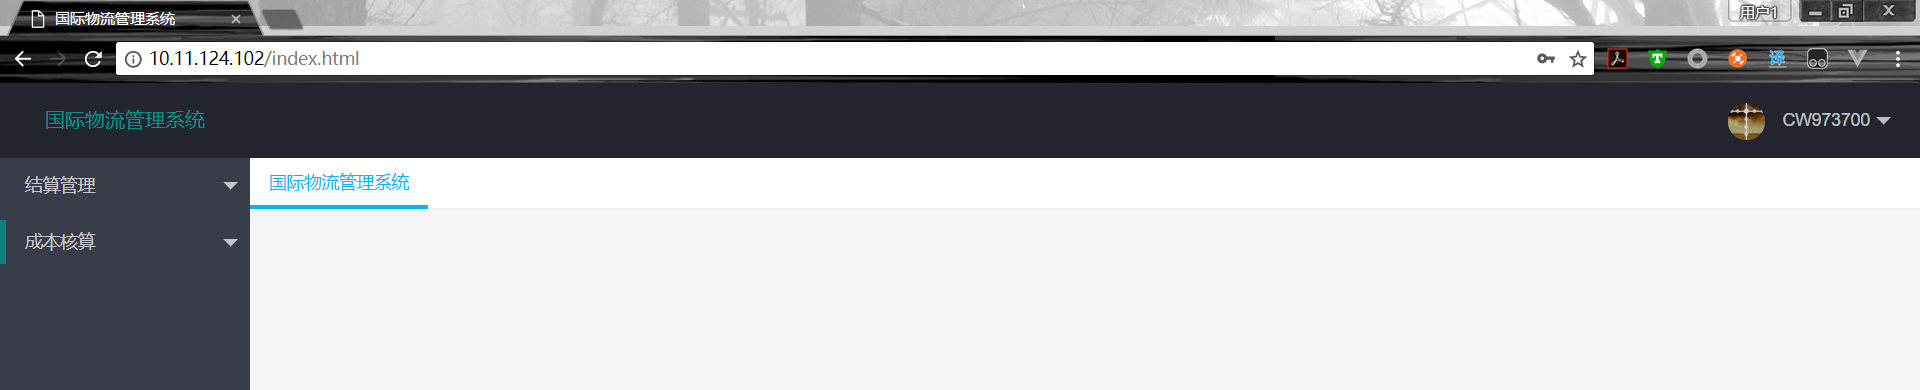 国际物流管理系统
用户1
10.11.124.102/index.html
译
国际物流管理系统
CW973700
结算管理
国际物流管理系统
成本核算